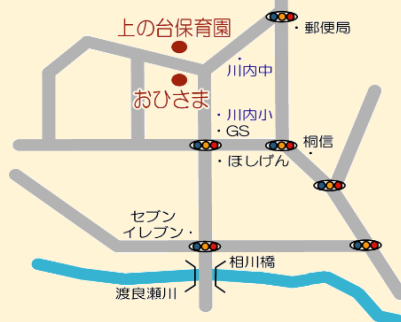 上の台保育園
・郵便局
・
川内中
おひさま
・川内小
・GS
桐信
・
・ほしげん
セブン
イレブン・
相川橋
渡良瀬川